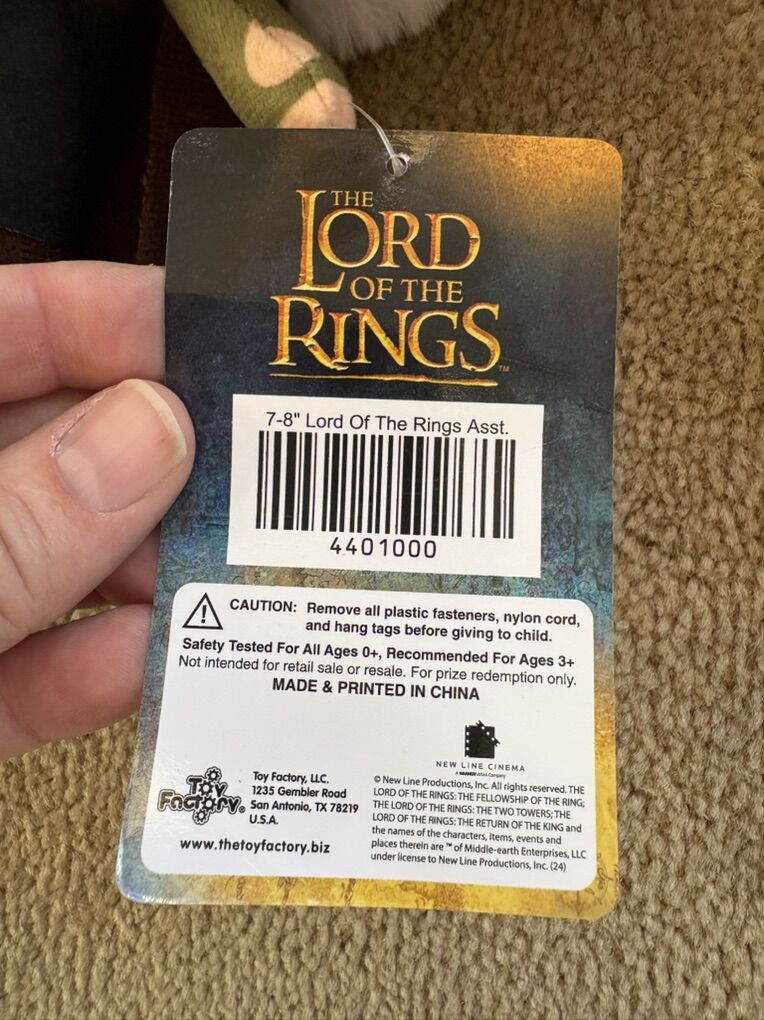 THE
LORD
OF THE
RINGS™
7-8" Lord Of The Rings Asst.
4401000
CAUTION: Remove all plastic fasteners, nylon cord,
and hang tags before giving to child.
Safety Tested For All Ages 0+, Recommended For Ages 3+
Not intended for retail sale or resale. For prize redemption only.
MADE & PRINTED IN CHINA
NEW LINE CINEMA
A WARNERMEDIA Company
Toy Factory®
Toy Factory, LLC.
1235 Gembler Road
San Antonio, TX 78219
U.S.A.
www.thetoyfactory.biz
© New Line Productions, Inc. All rights reserved. THE
LORD OF THE RINGS: THE FELLOWSHIP OF THE RING;
THE LORD OF THE RINGS: THE TWO TOWERS; THE
LORD OF THE RINGS: THE RETURN OF THE KING and
the names of the characters, items, events and
places therein are ™ of Middle-earth Enterprises, LLC
under license to New Line Productions, Inc. (24)